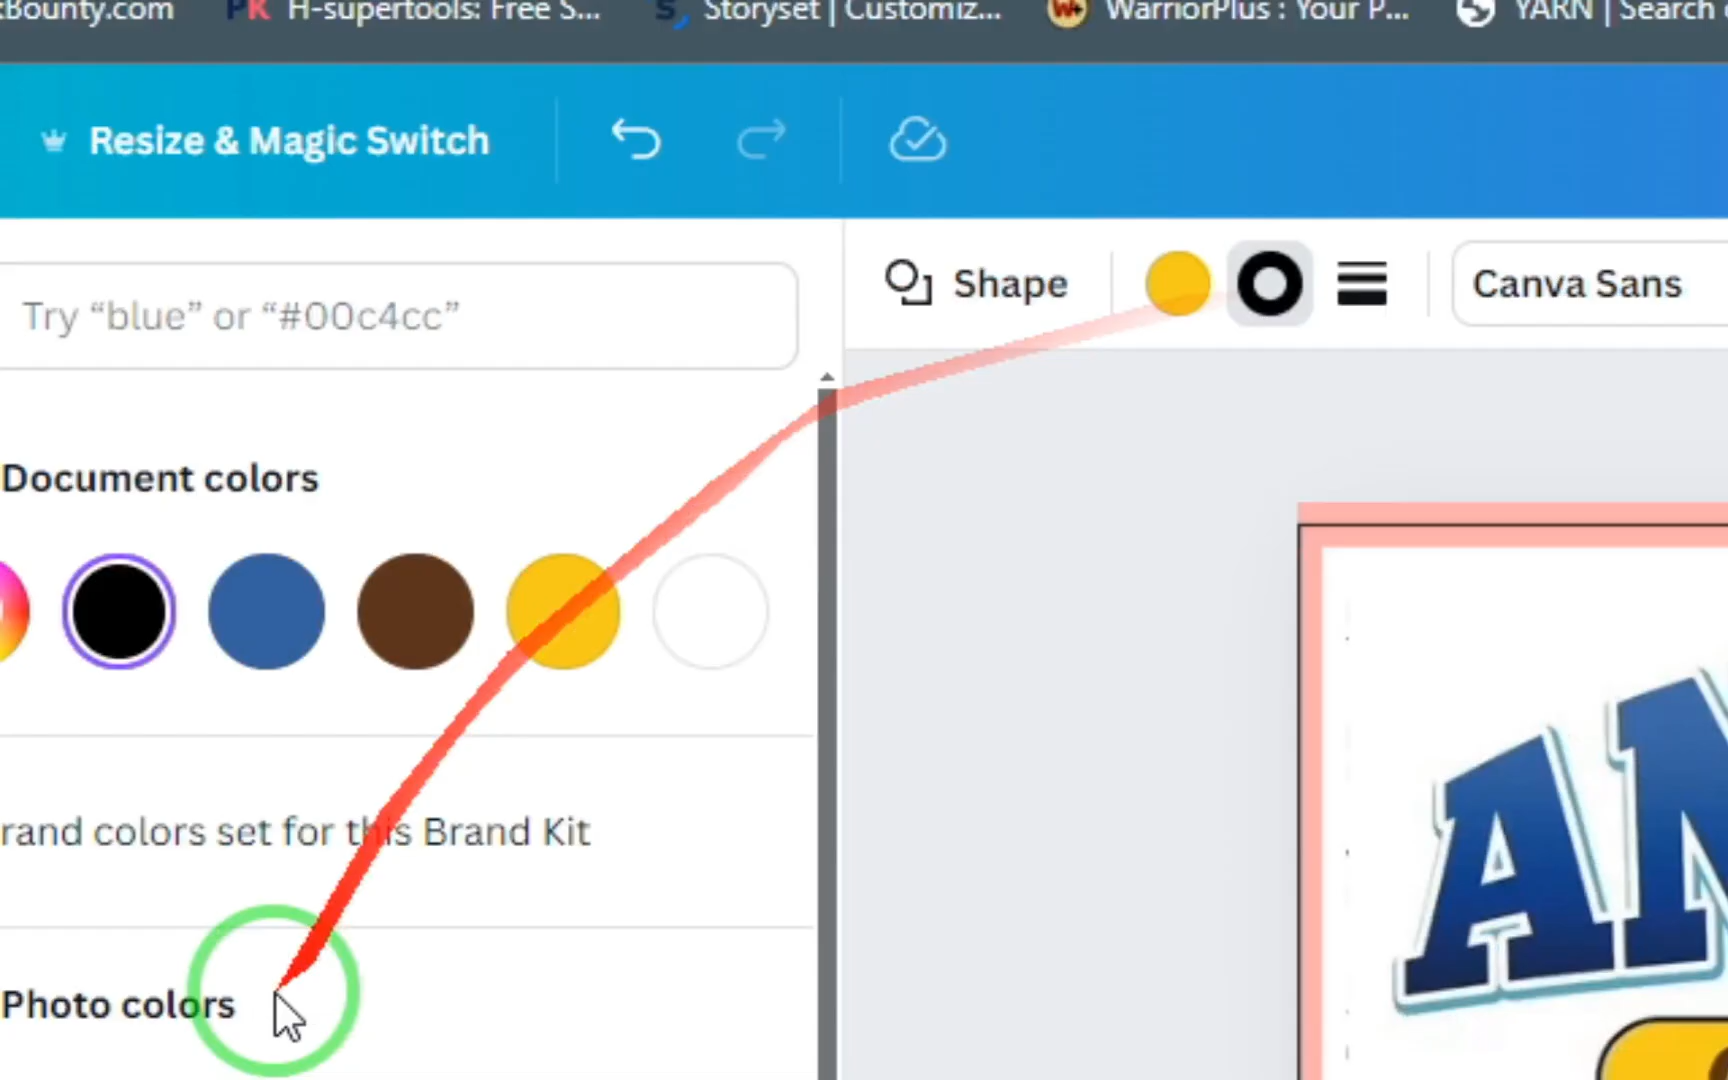 Bounty.com H-supertools: Free S... Storyset | Customiz... W+ WarriorPlus : Your P... YARN | Search
Resize & Magic Switch
Try “blue” or “#00c4cc”
Shape Canva Sans
Document colors
rand colors set for this Brand Kit
Photo colors
AN